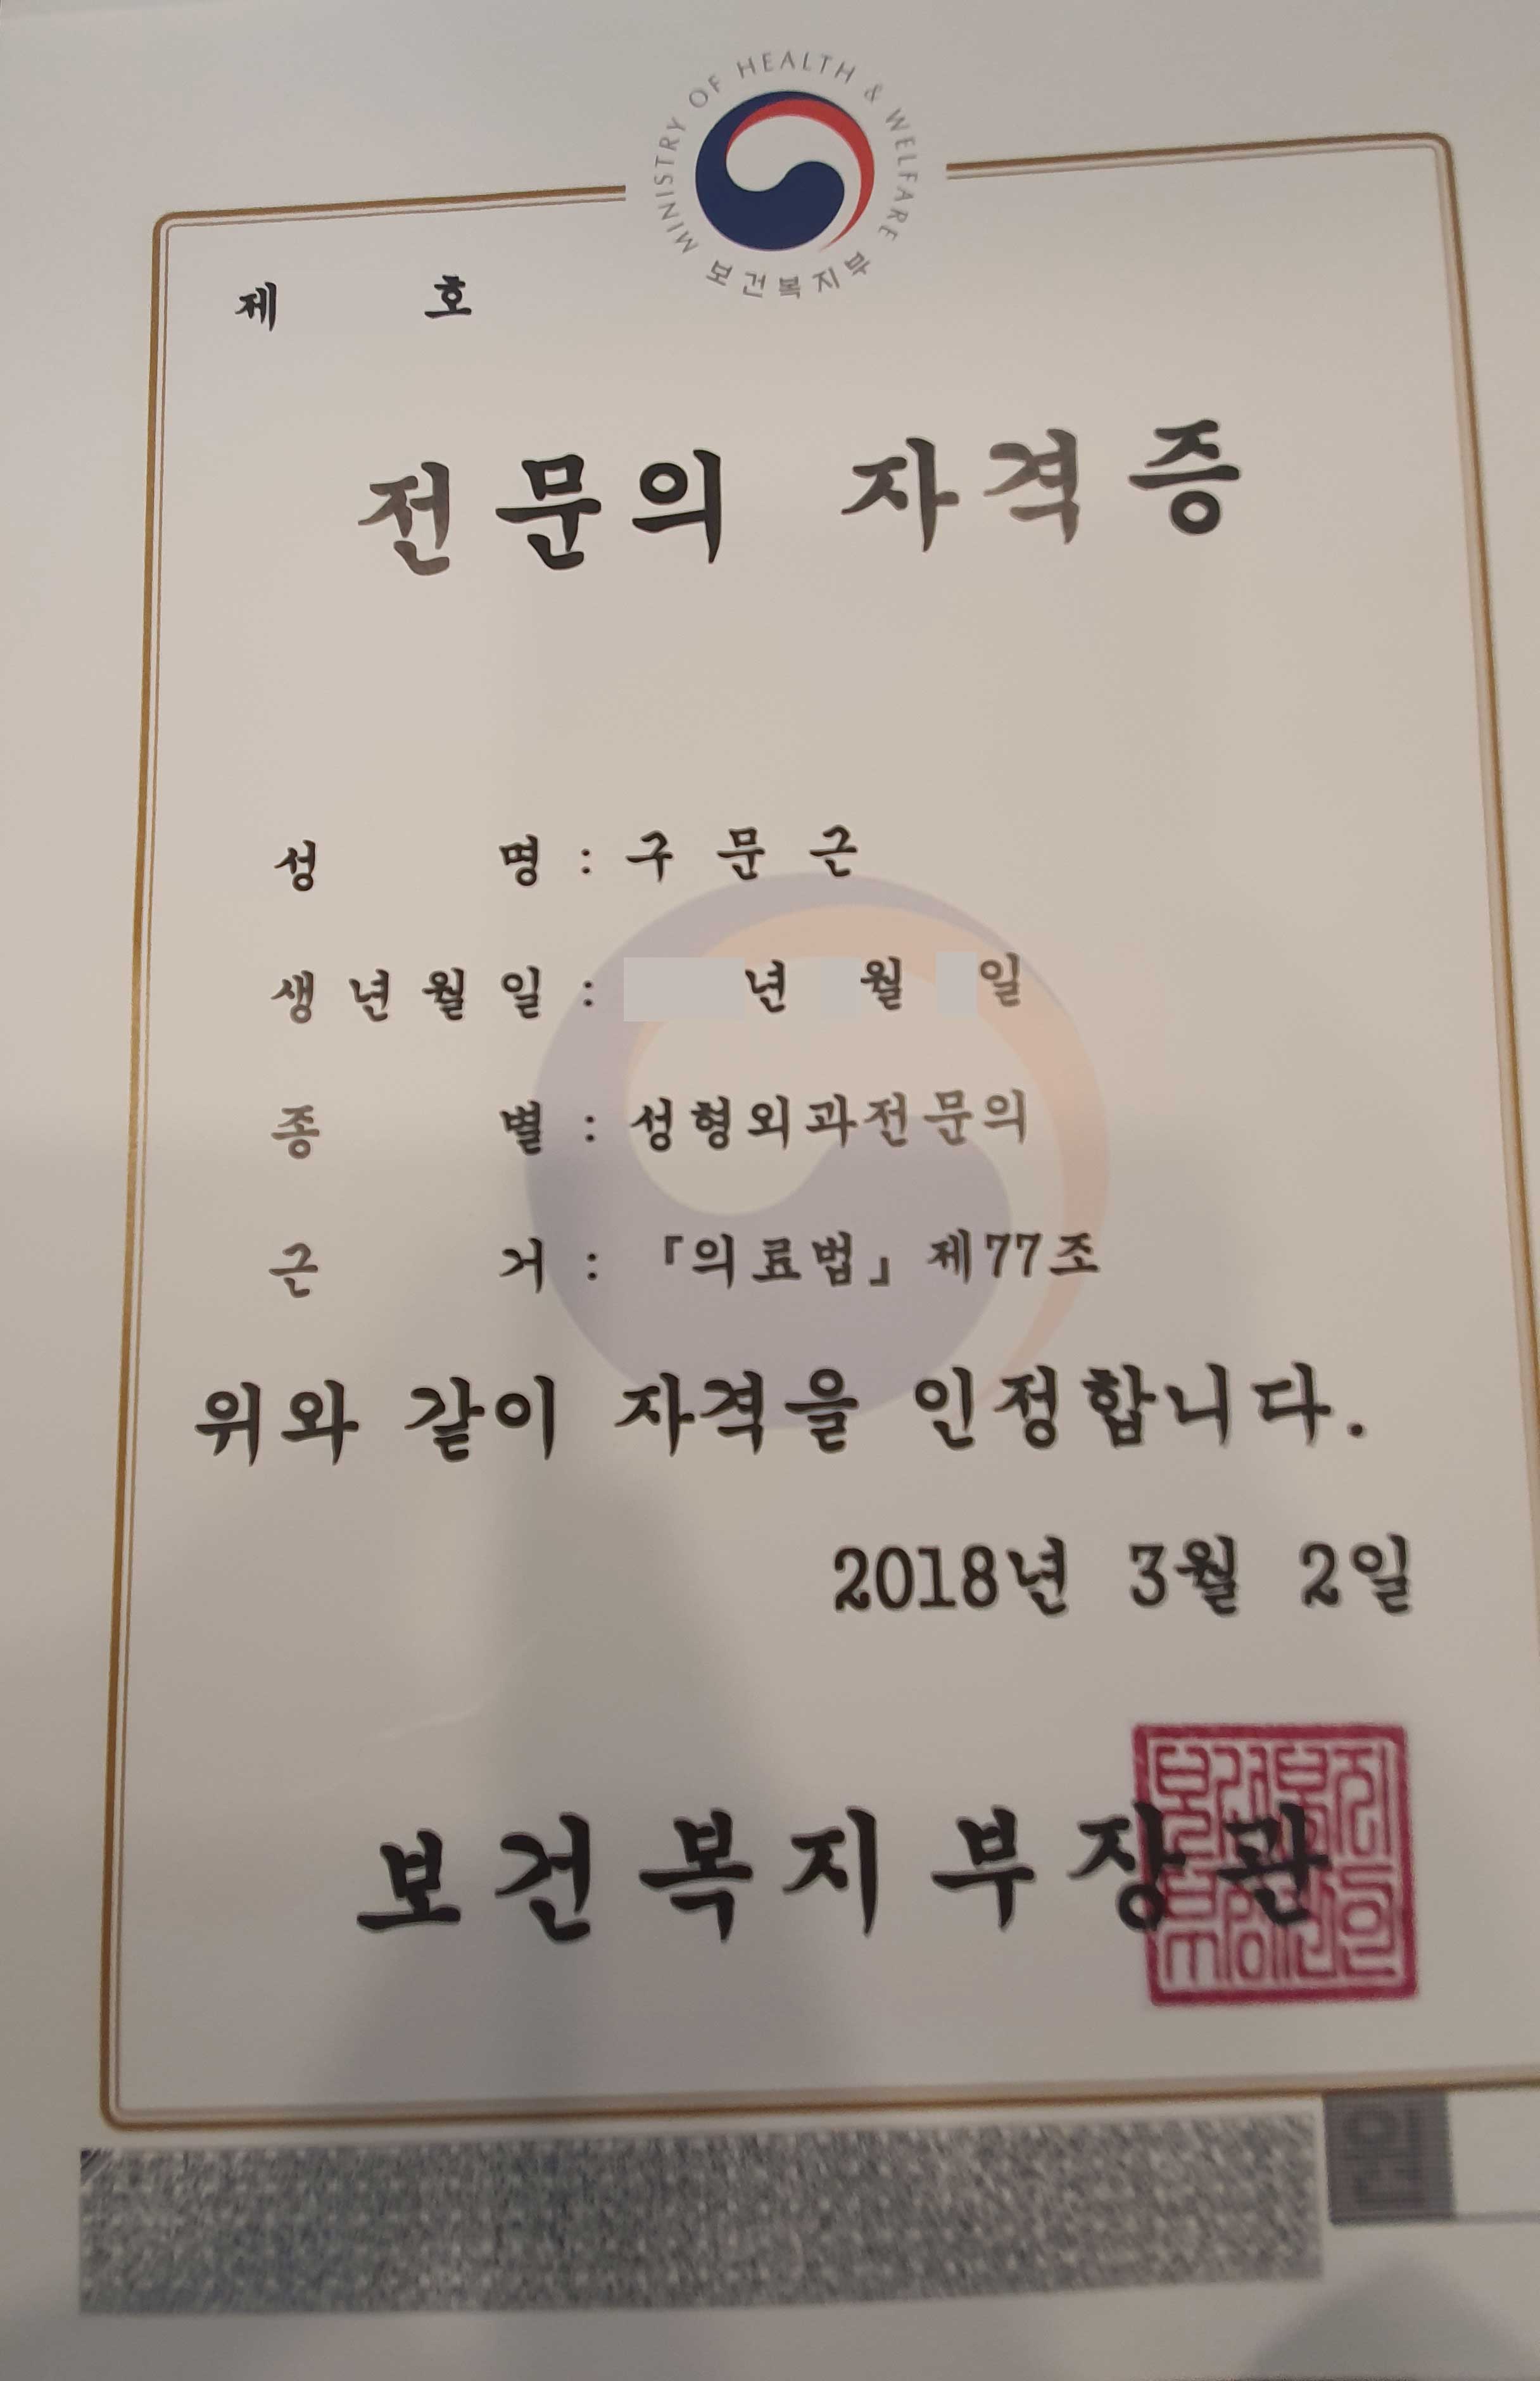 MINISTRY OF HEALTH & WELFARE
보건복지부
제 호
전문의 자격증
성 명 : 구 문 근
생년월일 : 년 월 일
종 별 : 성형외과전문의
근 거 : 『의료법』 제77조
위와 같이 자격을 인정합니다.
2018년 3월 2일
보건복지부장관